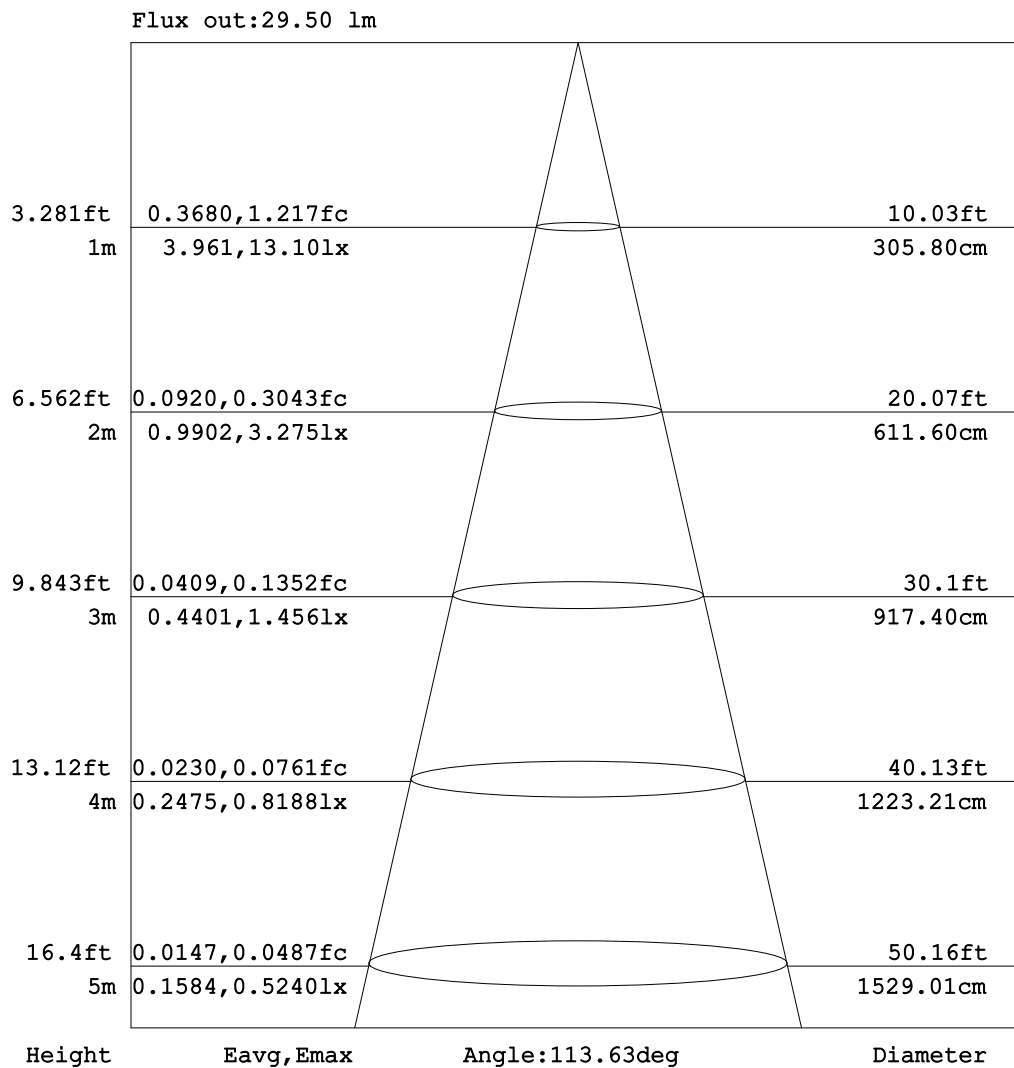 Flux out:29.50 lm
3.281ft 0.3680,1.217fc 10.03ft
1m 3.961,13.10lx 305.80cm
6.562ft 0.0920,0.3043fc 20.07ft
2m 0.9902,3.275lx 611.60cm
9.843ft 0.0409,0.1352fc 30.1ft
3m 0.4401,1.456lx 917.40cm
13.12ft 0.0230,0.0761fc 40.13ft
4m 0.2475,0.8188lx 1223.21cm
16.4ft 0.0147,0.0487fc 50.16ft
5m 0.1584,0.5240lx 1529.01cm
Height Eavg,Emax Angle:113.63deg Diameter